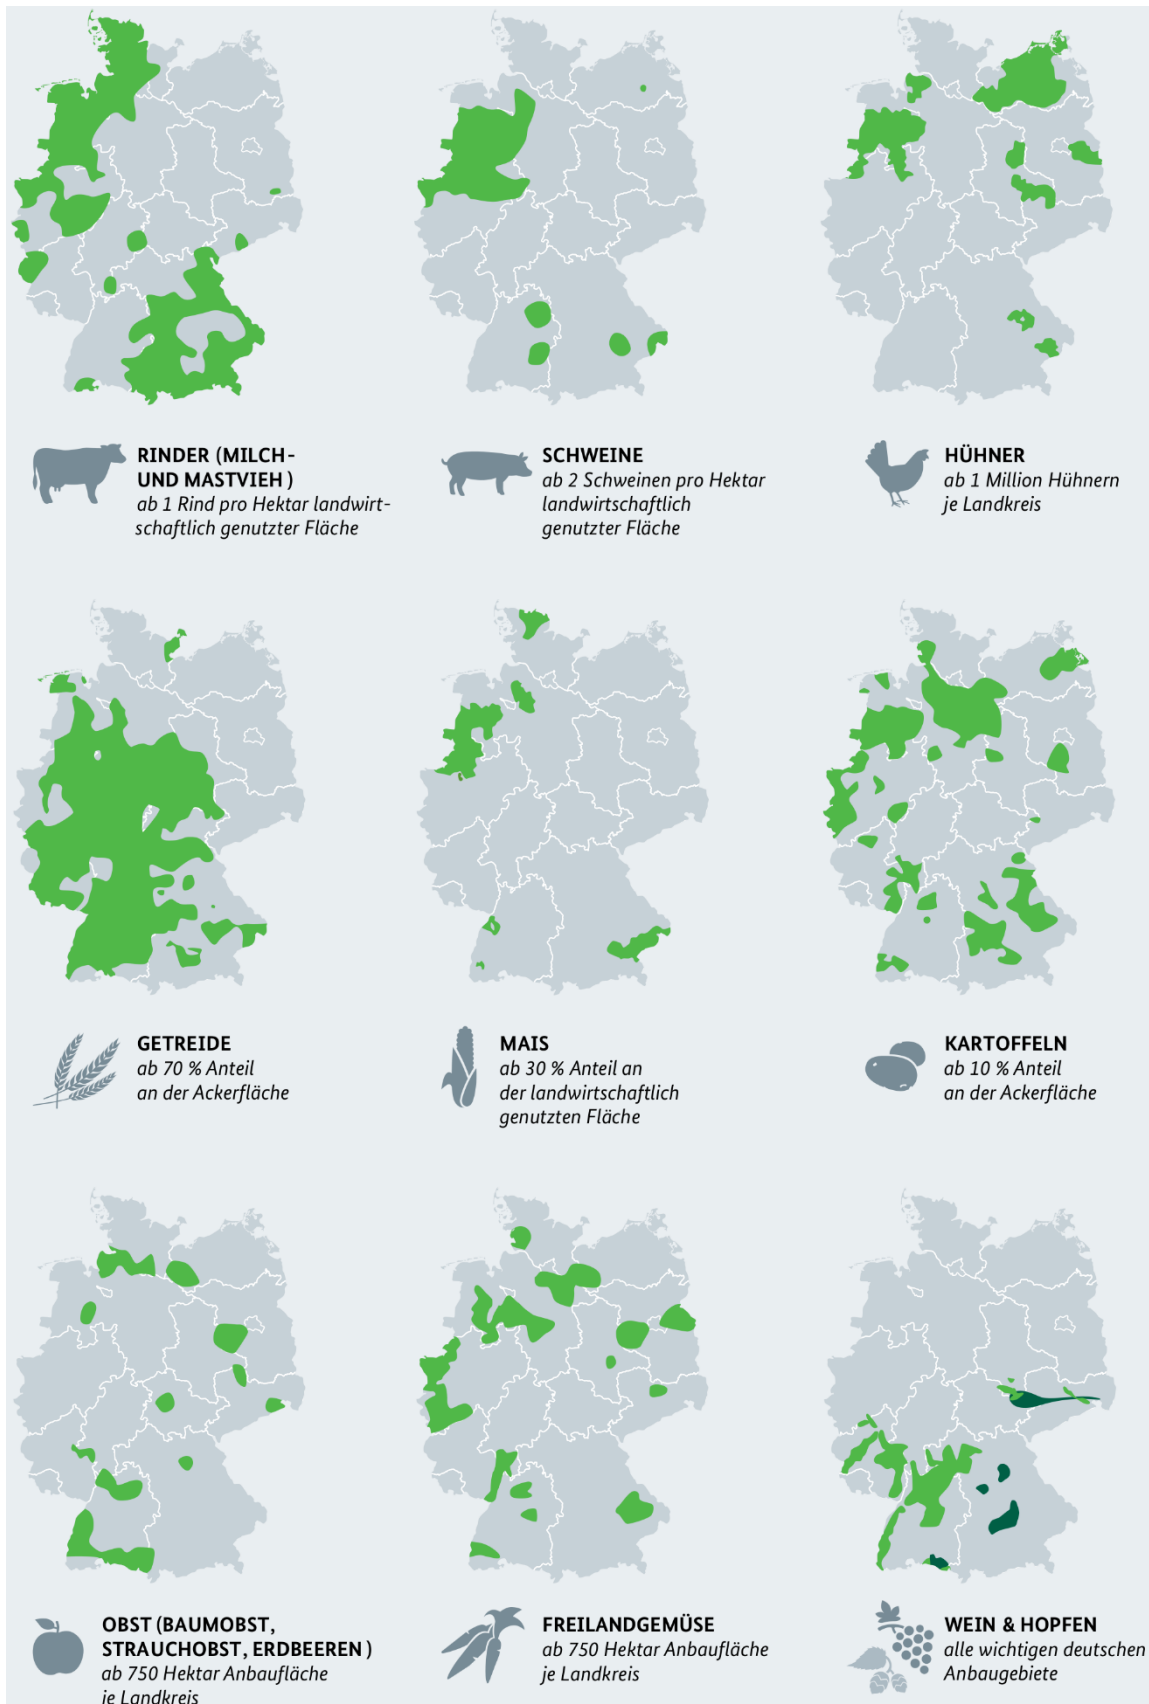 RINDER (MILCH-
UND MASTVIEH )
ab 1 Rind pro Hektar landwirt-
schaftlich genutzter Fläche
SCHWEINE
ab 2 Schweinen pro Hektar
landwirtschaftlich
genutzter Fläche
HÜHNER
ab 1 Million Hühnern
je Landkreis
GETREIDE
ab 70 % Anteil
an der Ackerfläche
MAIS
ab 30 % Anteil an
der landwirtschaftlich
genutzten Fläche
KARTOFFELN
ab 10 % Anteil
an der Ackerfläche
OBST (BAUMOBST,
STRAUCHOBST, ERDBEEREN )
ab 750 Hektar Anbaufläche
je Landkreis
FREILANDGEMÜSE
ab 750 Hektar Anbaufläche
je Landkreis
WEIN & HOPFEN
alle wichtigen deutschen
Anbaugebiete